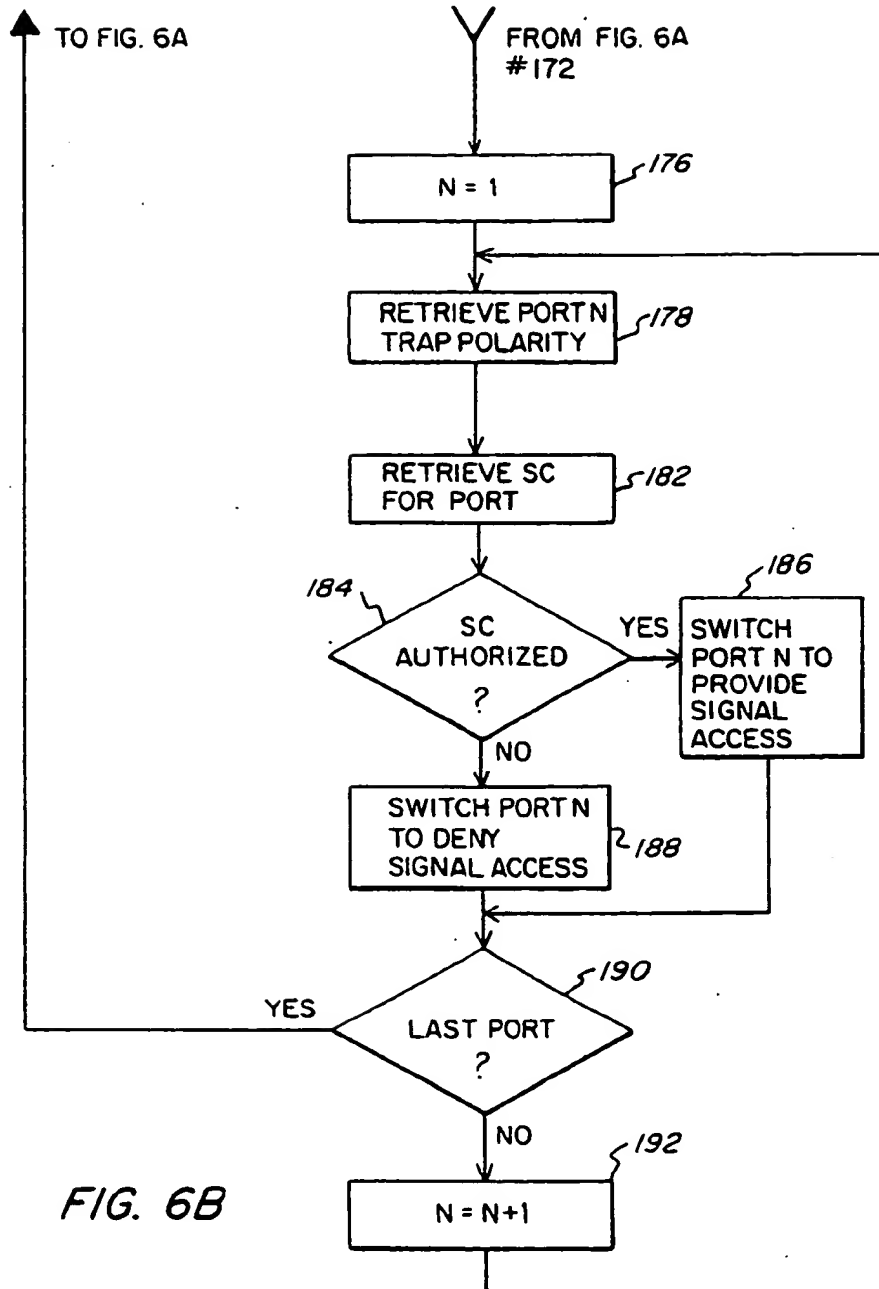 TO FIG. 6A
FROM FIG. 6A
#172
N = 1
176
RETRIEVE PORT N
TRAP POLARITY
178
RETRIEVE SC
FOR PORT
182
184
SC
AUTHORIZED
?
YES
186
SWITCH
PORT N TO
PROVIDE
SIGNAL
ACCESS
NO
SWITCH PORT N
TO DENY
SIGNAL ACCESS
188
190
YES
LAST PORT
?
NO
192
N = N+1
FIG. 6B